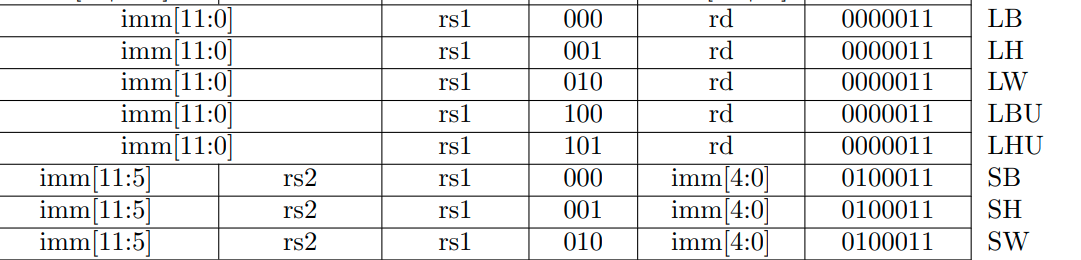 imm[11:0] rs1 000 rd 0000011 LB
imm[11:0] rs1 001 rd 0000011 LH
imm[11:0] rs1 010 rd 0000011 LW
imm[11:0] rs1 100 rd 0000011 LBU
imm[11:0] rs1 101 rd 0000011 LHU
imm[11:5] rs2 rs1 000 imm[4:0] 0100011 SB
imm[11:5] rs2 rs1 001 imm[4:0] 0100011 SH
imm[11:5] rs2 rs1 010 imm[4:0] 0100011 SW